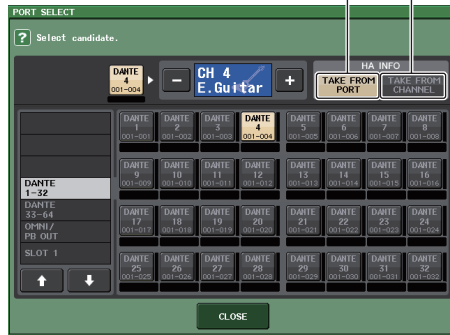 PORT SELECT
? Select candidate.
DANTE
4
001-004
CH 4
E.Guitar
HA INFO
TAKE FROM
PORT
TAKE FROM
CHANNEL
DANTE
1-32
DANTE
33-64
OMNI/
PB OUT
SLOT 1
DANTE 1 001-001
DANTE 2 001-002
DANTE 3 001-003
DANTE 4 001-004
DANTE 5 001-005
DANTE 6 001-006
DANTE 7 001-007
DANTE 8 001-008
DANTE 9 001-009
DANTE 10 001-010
DANTE 11 001-011
DANTE 12 001-012
DANTE 13 001-013
DANTE 14 001-014
DANTE 15 001-015
DANTE 16 001-016
DANTE 17 001-017
DANTE 18 001-018
DANTE 19 001-019
DANTE 20 001-020
DANTE 21 001-021
DANTE 22 001-022
DANTE 23 001-023
DANTE 24 001-024
DANTE 25 001-025
DANTE 26 001-026
DANTE 27 001-027
DANTE 28 001-028
DANTE 29 001-029
DANTE 30 001-030
DANTE 31 001-031
DANTE 32 001-032
CLOSE